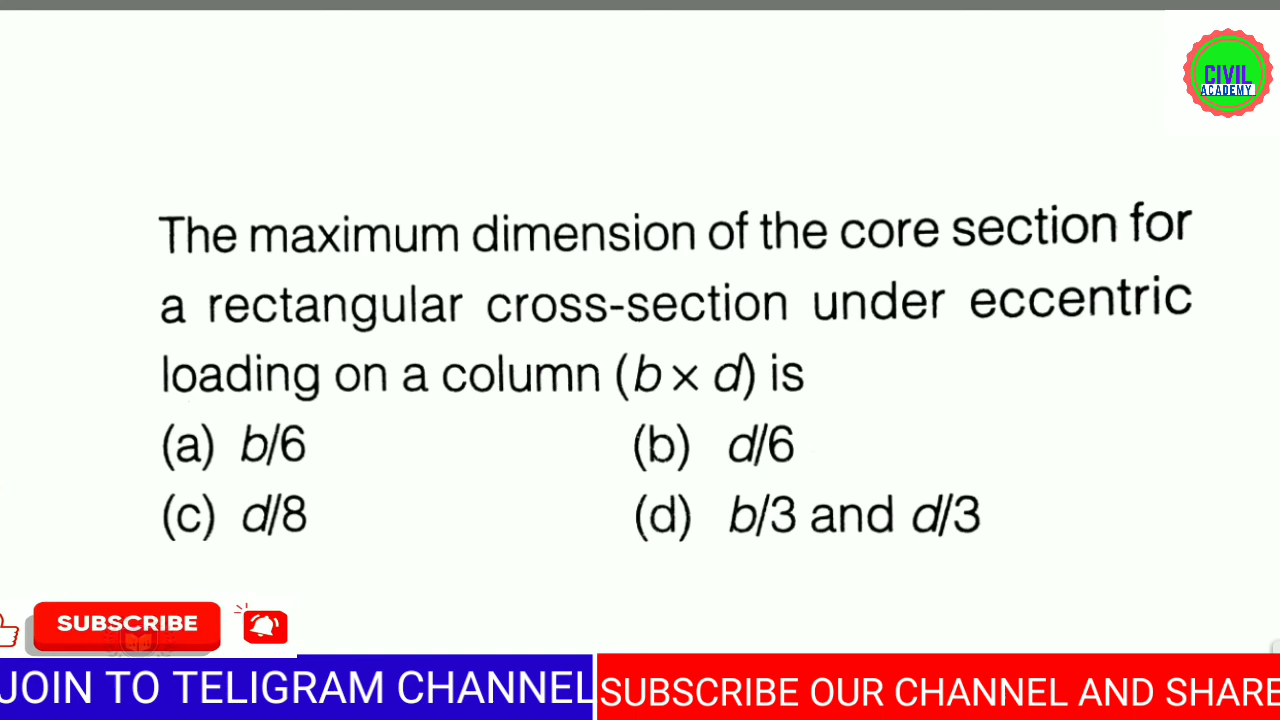 CIVIL
ACADEMY
The maximum dimension of the core section for
a rectangular cross-section under eccentric
loading on a column (b × d) is
(a) b/6 (b) d/6
(c) d/8 (d) b/3 and d/3
SUBSCRIBE
JOIN TO TELIGRAM CHANNEL
SUBSCRIBE OUR CHANNEL AND SHARE